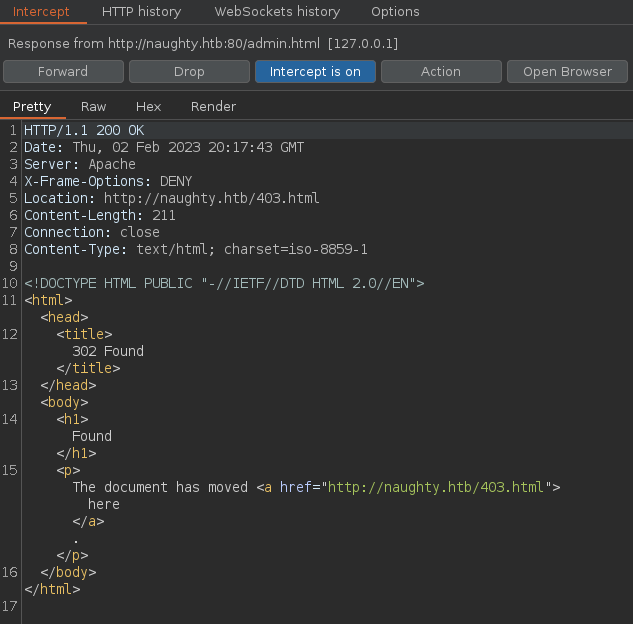 Intercept HTTP history WebSockets history Options
Response from http://naughty.htb:80/admin.html [127.0.0.1]
Forward Drop Intercept is on Action Open Browser
Pretty Raw Hex Render
1 HTTP/1.1 200 OK
2 Date: Thu, 02 Feb 2023 20:17:43 GMT
3 Server: Apache
4 X-Frame-Options: DENY
5 Location: http://naughty.htb/403.html
6 Content-Length: 211
7 Connection: close
8 Content-Type: text/html; charset=iso-8859-1
9
10 <!DOCTYPE HTML PUBLIC "-//IETF//DTD HTML 2.0//EN">
11 <html>
<head>
12 <title>
302 Found
</title>
13 </head>
<body>
14 <h1>
Found
</h1>
15 <p>
The document has moved <a href="http://naughty.htb/403.html">
here
</a>
.
</p>
16 </body>
</html>
17